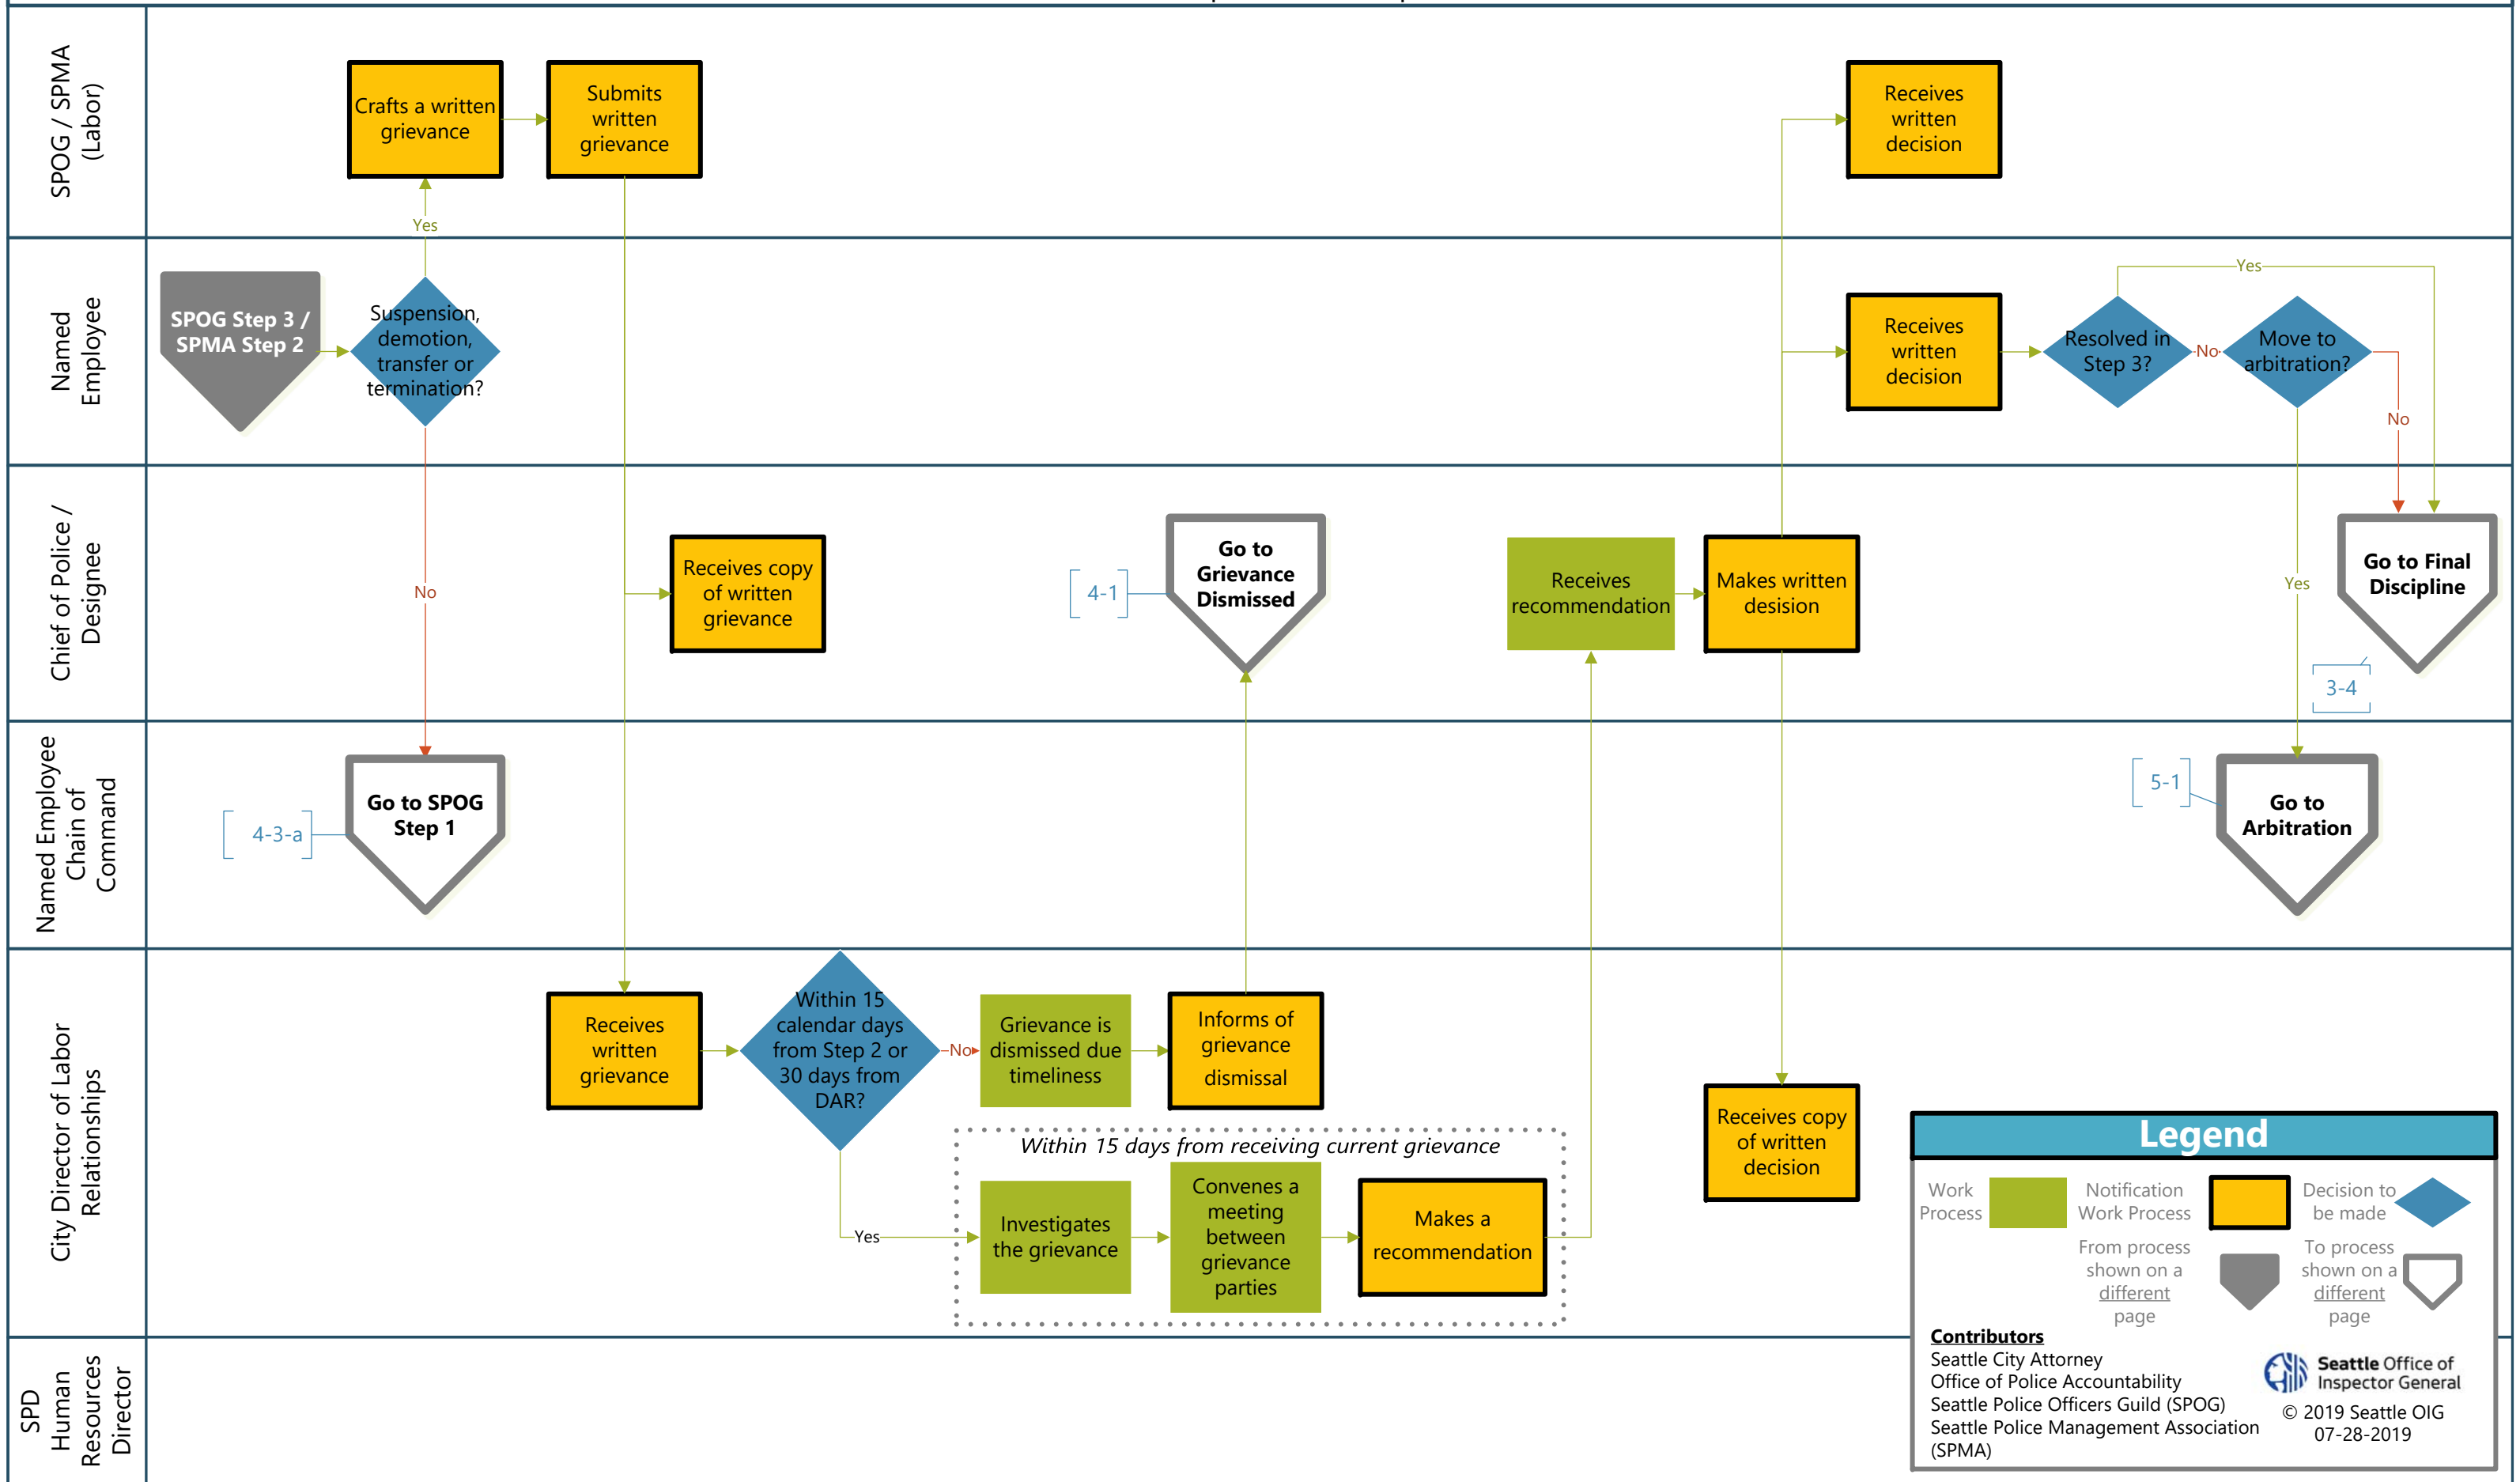 SPOG / SPMA
(Labor)
Crafts a written
grievance
Submits
written
grievance
Receives
written
decision
Yes
Named
Employee
SPOG Step 3 /
SPMA Step 2
Suspension,
demotion,
transfer or
termination?
Receives
written
decision
Resolved in
Step 3?
No
Move to
arbitration?
Yes
No
Chief of Police /
Designee
No
Receives copy
of written
grievance
4-1
Go to
Grievance
Dismissed
Receives
recommendation
Makes written
desision
Yes
Go to Final
Discipline
3-4
Named Employee
Chain of
Command
4-3-a
Go to SPOG
Step 1
5-1
Go to
Arbitration
City Director of Labor
Relationships
Receives
written
grievance
Within 15
calendar days
from Step 2 or
30 days from
DAR?
No
Grievance is
dismissed due
timeliness
Informs of
grievance
dismissal
Within 15 days from receiving current grievance
Yes
Investigates
the grievance
Convenes a
meeting
between
grievance
parties
Makes a
recommendation
Receives copy
of written
decision
SPD
Human
Resources
Director
Legend
Work
Process
Notification
Work Process
Decision to
be made
From process
shown on a
different
page
To process
shown on a
different
page
Contributors
Seattle City Attorney
Office of Police Accountability
Seattle Police Officers Guild (SPOG)
Seattle Police Management Association
(SPMA)
Seattle Office of
Inspector General
© 2019 Seattle OIG
07-28-2019